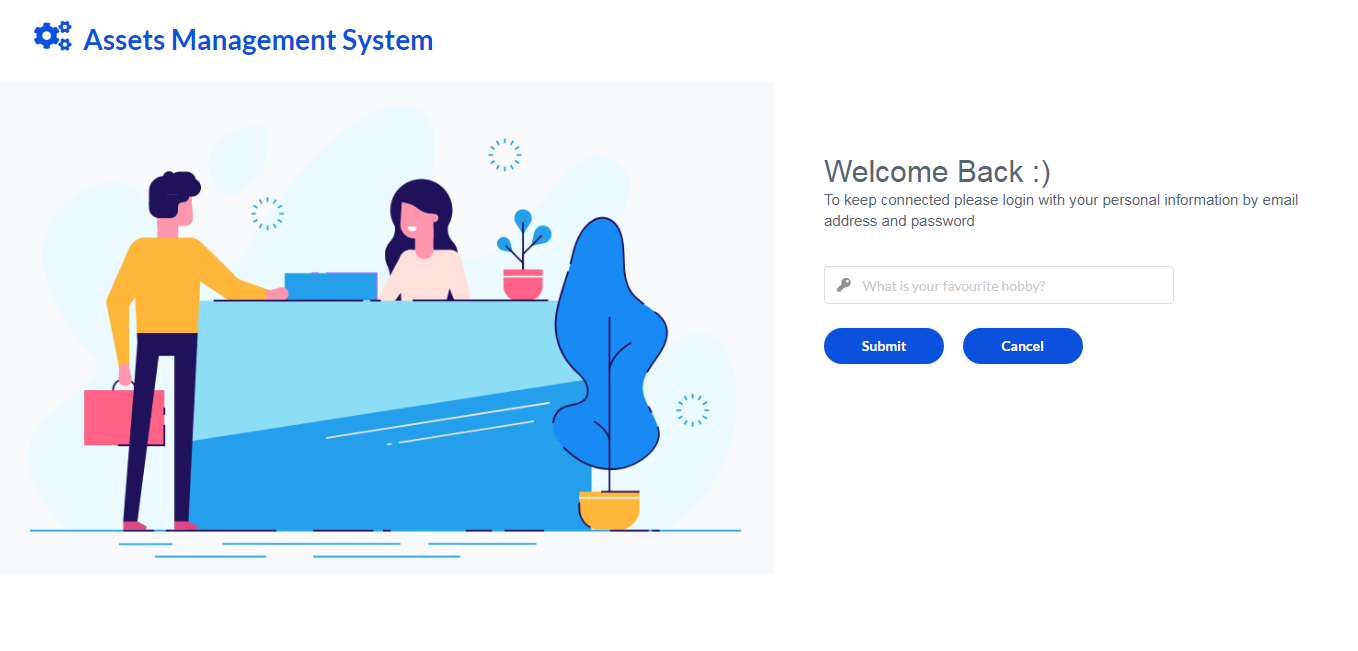 Assets Management System
Welcome Back :)
To keep connected please login with your personal information by email
address and password
What is your favourite hobby?
Submit
Cancel